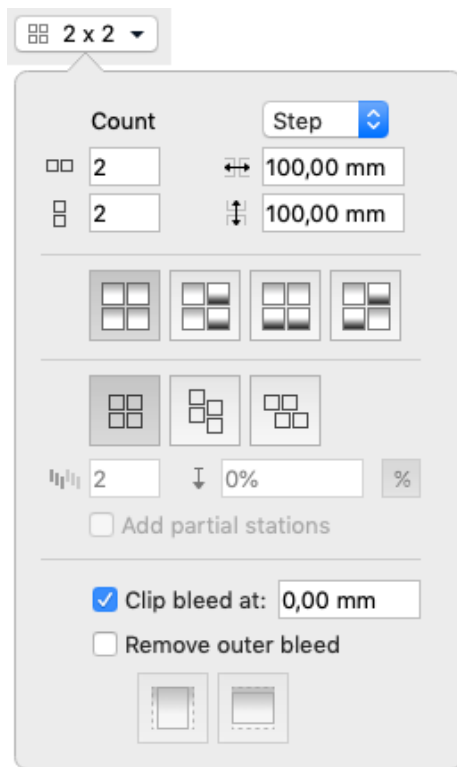 2 x 2
Count Step
2 100,00 mm
2 100,00 mm
2 0% %
Add partial stations
Clip bleed at: 0,00 mm
Remove outer bleed